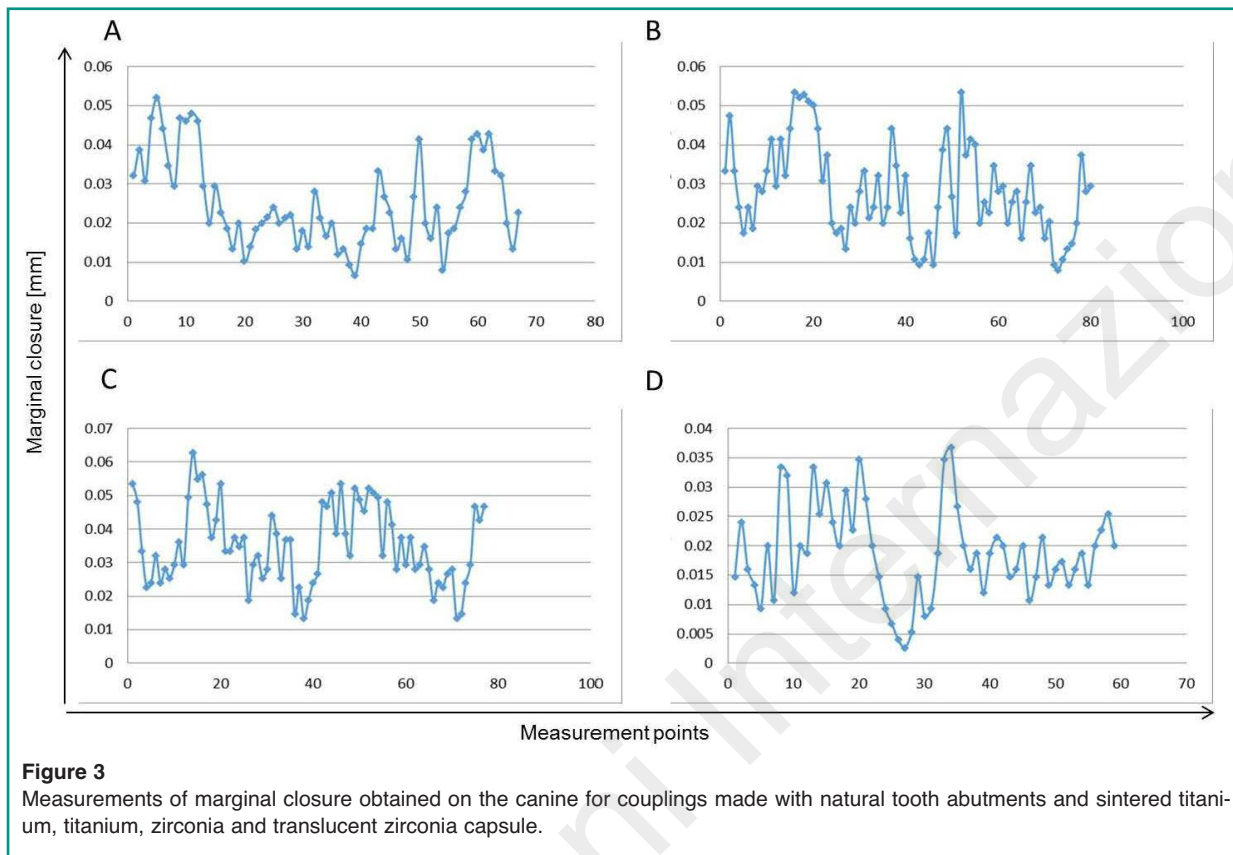 A
B
0.06
0.05
0.04
0.03
0.02
0.01
0
0 10 20 30 40 50 60 70 80
0.06
0.05
0.04
0.03
0.02
0.01
0
0 20 40 60 80 100
Marginal closure [mm]
C
D
0.07
0.06
0.05
0.04
0.03
0.02
0.01
0
0 20 40 60 80 100
0.04
0.035
0.03
0.025
0.02
0.015
0.01
0.005
0
0 10 20 30 40 50 60 70
Measurement points
Figure 3
Measurements of marginal closure obtained on the canine for couplings made with natural tooth abutments and sintered titani-
um, titanium, zirconia and translucent zirconia capsule.
ni Internazion